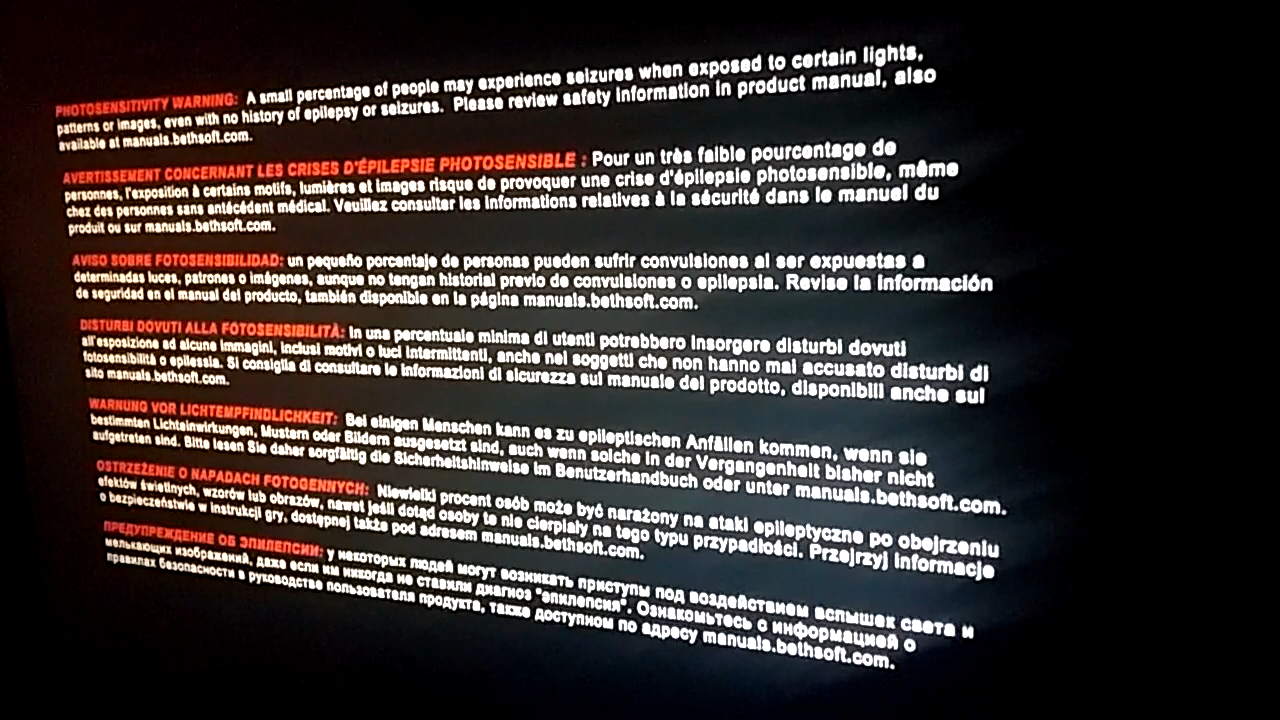 PHOTOSENSITIVITY WARNING: A small percentage of people may experience seizures when exposed to certain lights,
patterns or images, even with no history of epilepsy or seizures. Please review safety information in product manual, also
available at manuals.bethsoft.com.
AVERTISSEMENT CONCERNANT LES CRISES D'ÉPILEPSIE PHOTOSENSIBLE : Pour un très faible pourcentage de
personnes, l'exposition à certains motifs, lumières et images risque de provoquer une crise d'épilepsie photosensible, même
chez des personnes sans antécédent médical. Veuillez consulter les informations relatives à la sécurité dans le manuel du
produit ou sur manuals.bethsoft.com.
AVISO SOBRE FOTOSENSIBILIDAD: un pequeño porcentaje de personas pueden sufrir convulsiones al ser expuestas a
determinadas luces, patrones o imágenes, aunque no tengan historial previo de convulsiones o epilepsia. Revise la información
de seguridad en el manual del producto, también disponible en la página manuals.bethsoft.com.
DISTURBI DOVUTI ALLA FOTOSENSIBILITÀ: In una percentuale minima di utenti potrebbero insorgere disturbi dovuti
all'esposizione ad alcune immagini, inclusi motivi o luci intermittenti, anche nei soggetti che non hanno mai accusato disturbi di
fotosensibilità o epilessia. Si consiglia di consultare le informazioni di sicurezza sul manuale del prodotto, disponibili anche sul
sito manuals.bethsoft.com.
WARNUNG VOR LICHTEMPFINDLICHKEIT: Bei einigen Menschen kann es zu epileptischen Anfällen kommen, wenn sie
bestimmten Lichteinwirkungen, Mustern oder Bildern ausgesetzt sind, auch wenn solche in der Vergangenheit bisher nicht
aufgetreten sind. Bitte lesen Sie daher sorgfältig die Sicherheitshinweise im Benutzerhandbuch oder unter manuals.bethsoft.com.
OSTRZEŻENIE O NAPADACH FOTOGENNYCH: Niewielki procent osób może być narażony na ataki epileptyczne po obejrzeniu
efektów świetlnych, wzorów lub obrazów, nawet jeśli dotąd osoby te nie cierpiały na tego typu przypadłości. Przejrzyj informacje
o bezpieczeństwie w instrukcji gry, dostępnej także pod adresem manuals.bethsoft.com.
ПРЕДУПРЕЖДЕНИЕ ОБ ЭПИЛЕПСИИ: у некоторых людей могут возникать приступы под воздействием вспышек света и
мелькающих изображений, даже если им никогда не ставили диагноз "эпилепсия". Ознакомьтесь с информацией о
правилах безопасности в руководстве пользователя продукта, также доступном по адресу manuals.bethsoft.com.